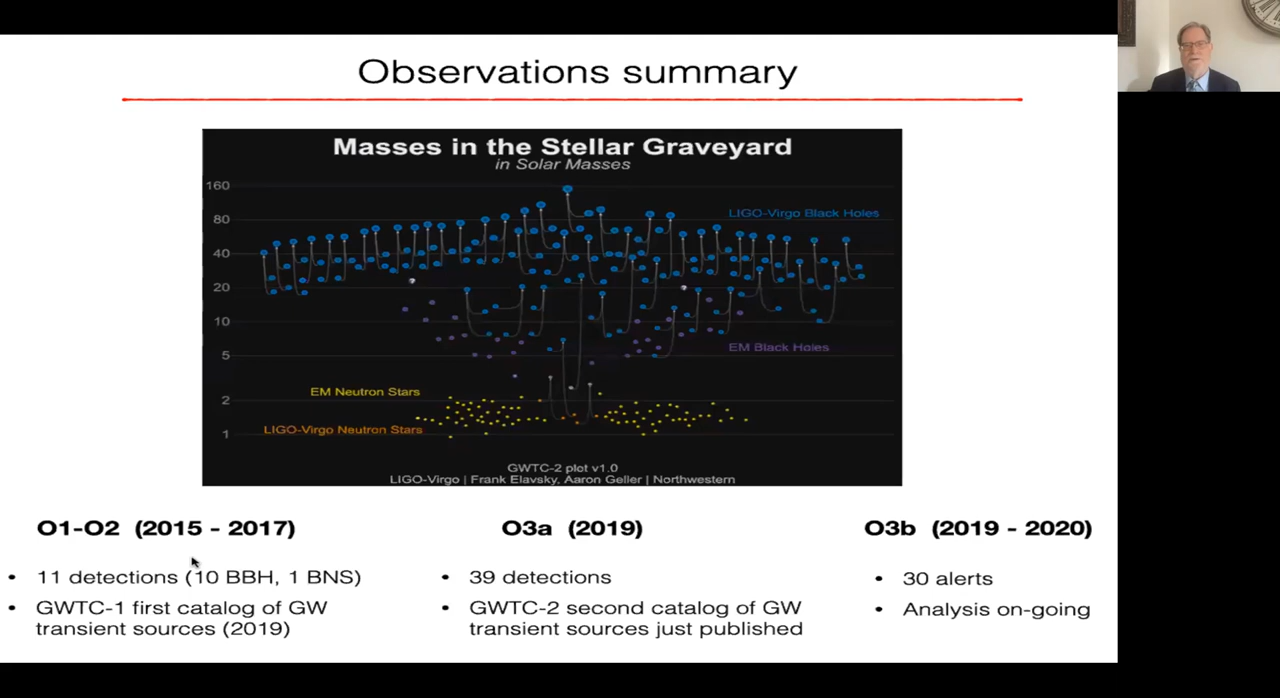 Observations summary
Masses in the Stellar Graveyard
in Solar Masses
160
80
40
20
10
5
2
1
LIGO-Virgo Black Holes
EM Black Holes
EM Neutron Stars
LIGO-Virgo Neutron Stars
GWTC-2 plot v1.0
LIGO-Virgo | Frank Elavsky, Aaron Geller | Northwestern
O1-O2 (2015 - 2017)
• 11 detections (10 BBH, 1 BNS)
• GWTC-1 first catalog of GW
transient sources (2019)
O3a (2019)
• 39 detections
• GWTC-2 second catalog of GW
transient sources just published
O3b (2019 - 2020)
• 30 alerts
• Analysis on-going